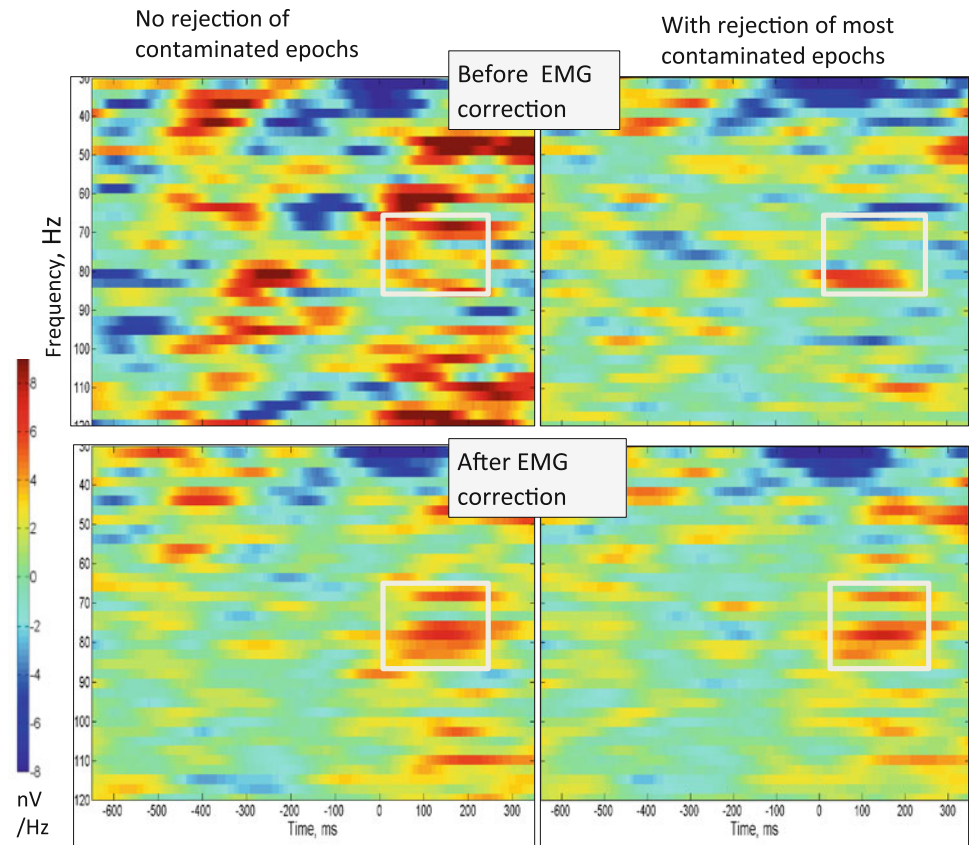 No rejection of
contaminated epochs
With rejection of most
contaminated epochs
Before EMG
correction
30
40
50
60
70
80
90
100
110
120
Frequency, Hz
8
6
4
2
0
-2
-4
-6
-8
nV
/Hz
After EMG
correction
30
40
50
60
70
80
90
100
110
120
-600 -500 -400 -300 -200 -100 0 100 200 300
Time, ms
-600 -500 -400 -300 -200 -100 0 100 200 300
Time, ms